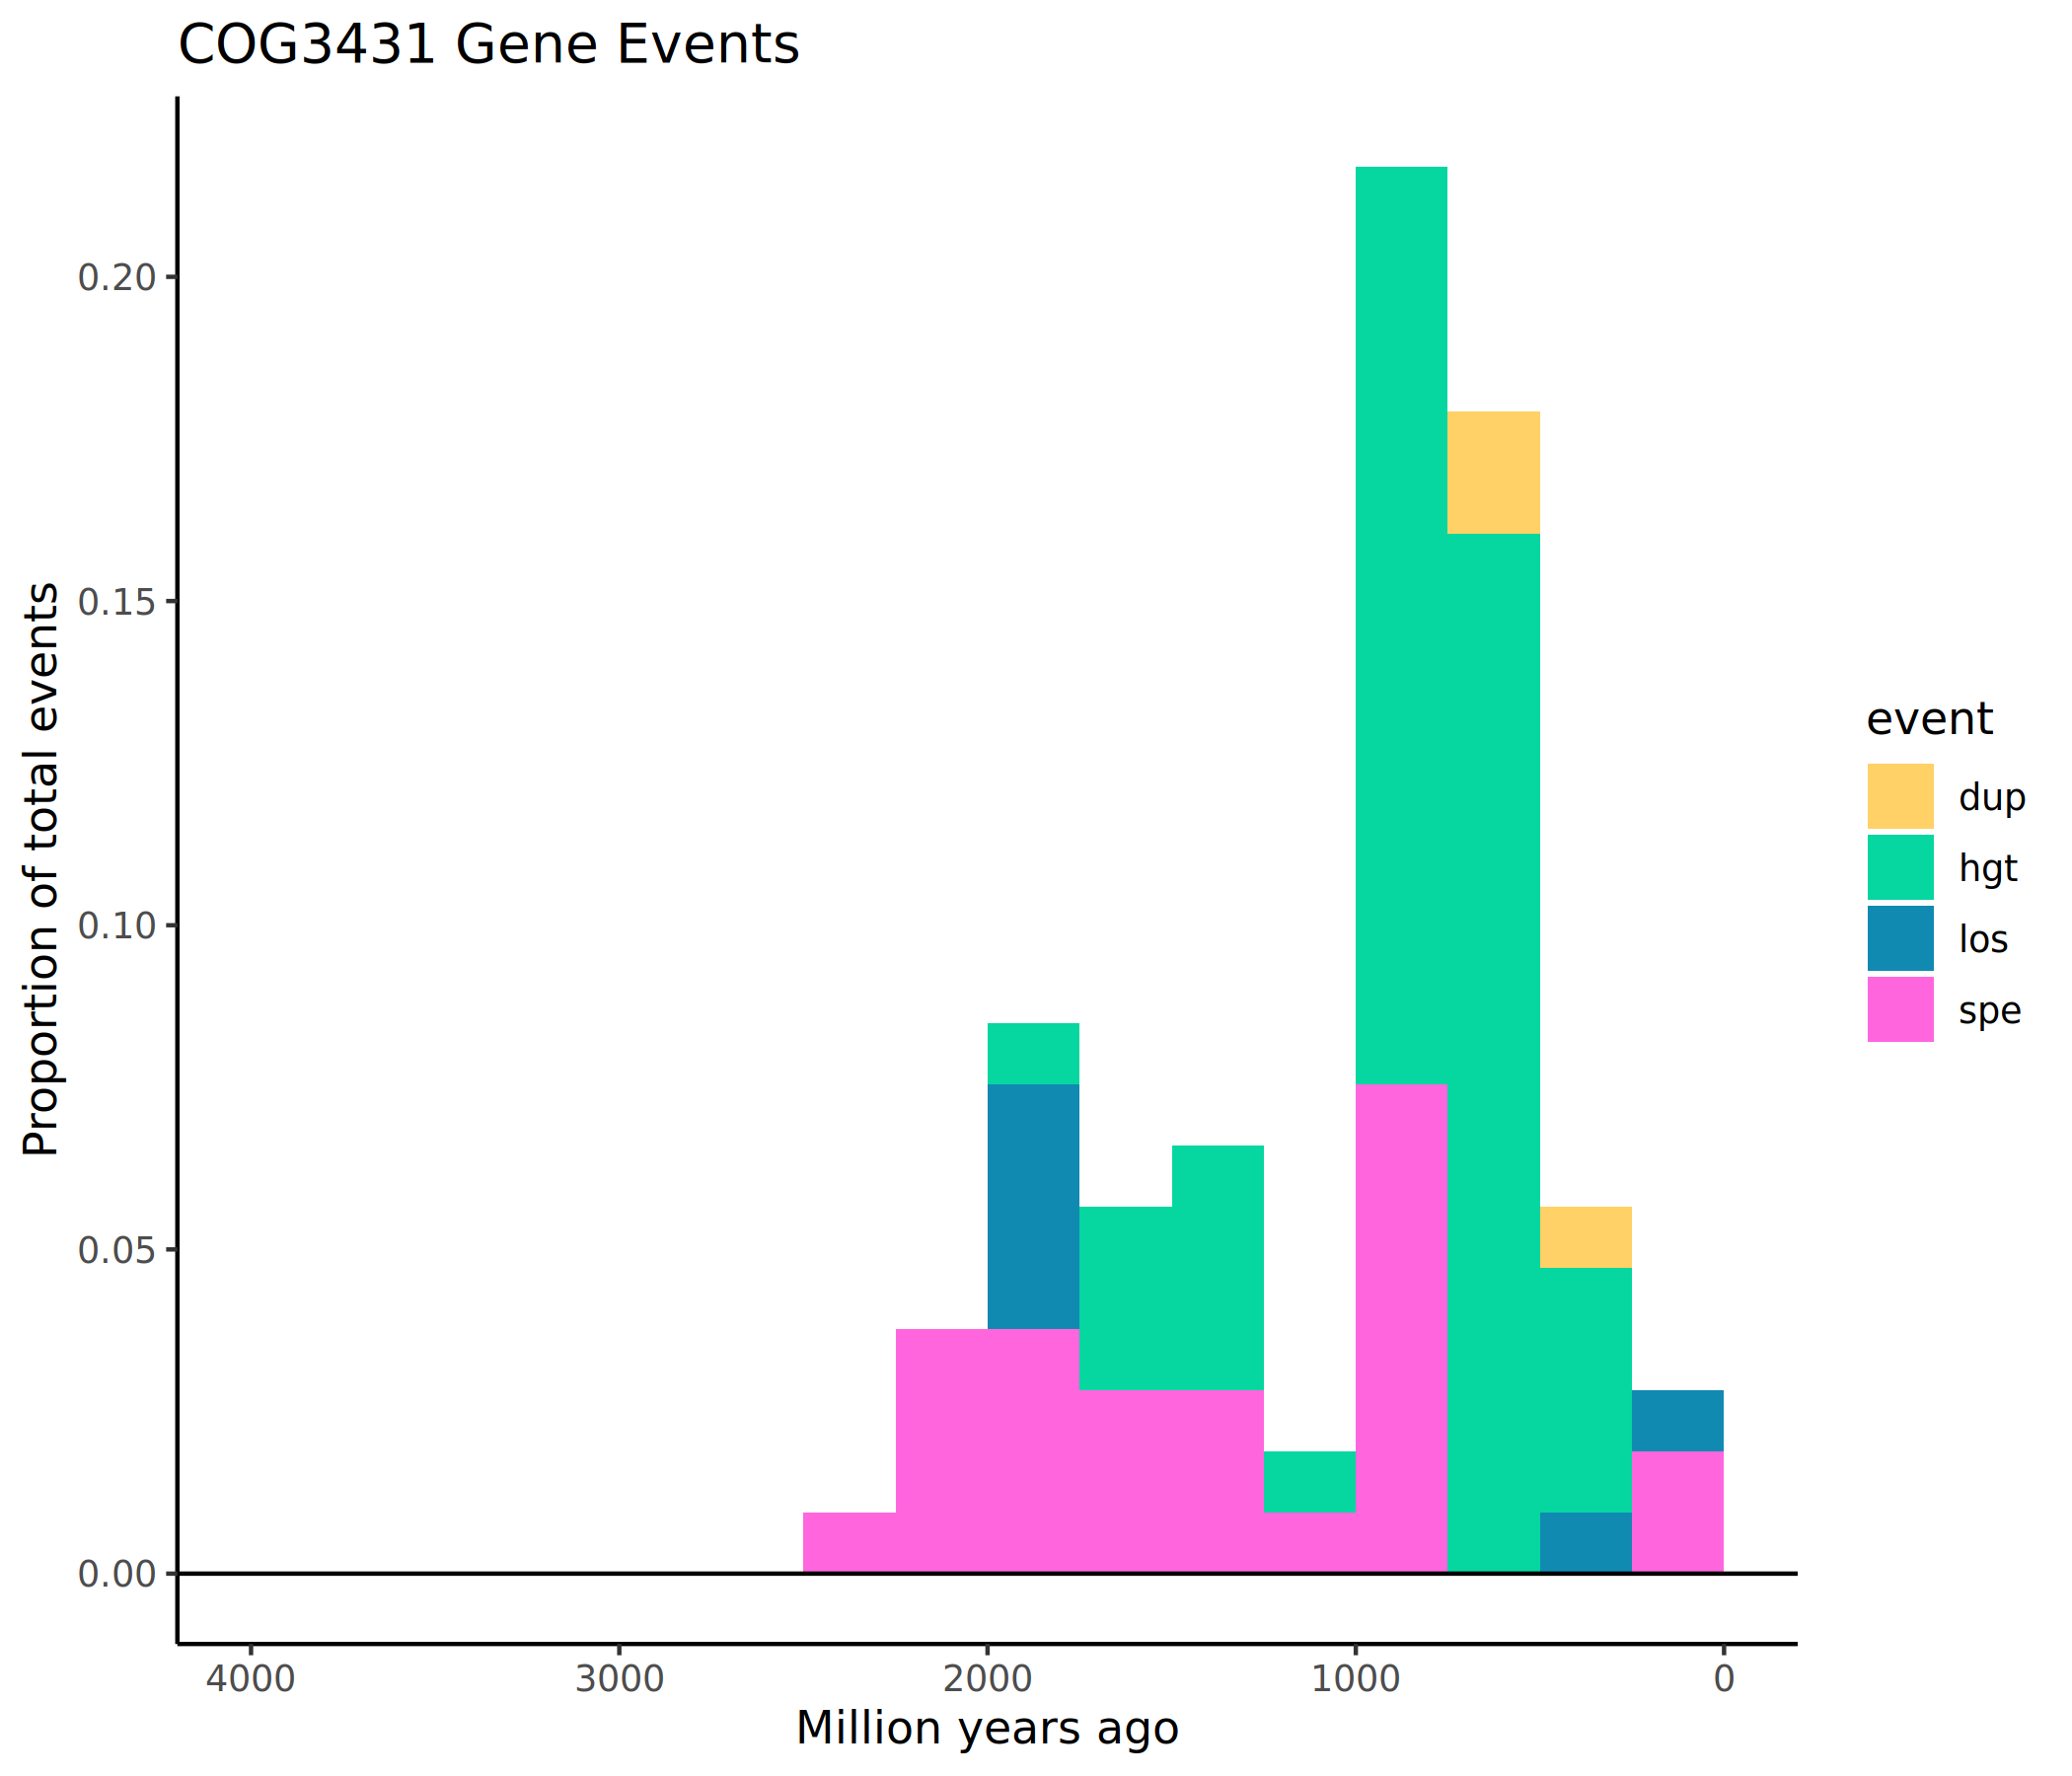 COG3431 Gene Events
Proportion of total events
0.20
0.15
0.10
0.05
0.00
4000
3000
2000
1000
0
Million years ago
event
dup
hgt
los
spe